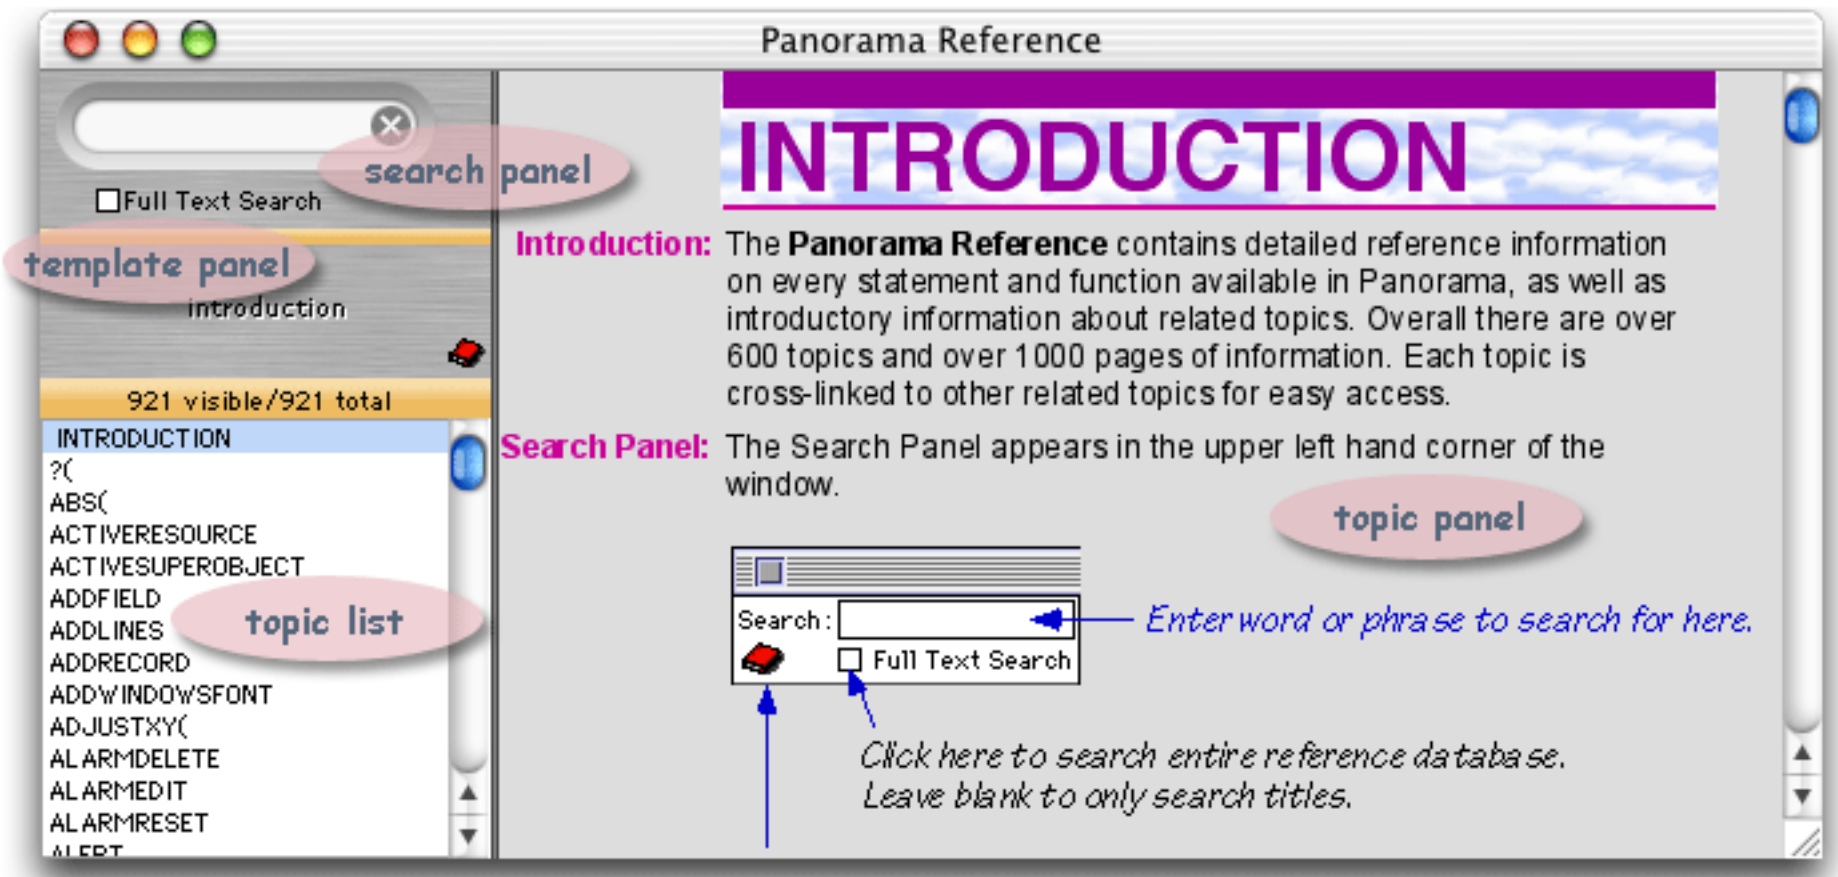 Panorama Reference
search panel
Full Text Search
template panel
introduction
921 visible/921 total
INTRODUCTION
?(
ABS(
ACTIVERESOURCE
ACTIVESUPEROBJECT
ADDFIELD
ADDLINES
topic list
ADDRECORD
ADDWINDOWSFONT
ADJUSTXY(
ALARMDELETE
ALARMEDIT
ALARMRESET
ALERT
INTRODUCTION
Introduction: The Panorama Reference contains detailed reference information
on every statement and function available in Panorama, as well as
introductory information about related topics. Overall there are over
600 topics and over 1000 pages of information. Each topic is
cross-linked to other related topics for easy access.
Search Panel: The Search Panel appears in the upper left hand corner of the
window.
topic panel
Search:
Enter word or phrase to search for here.
Full Text Search
Click here to search entire reference database.
Leave blank to only search titles.